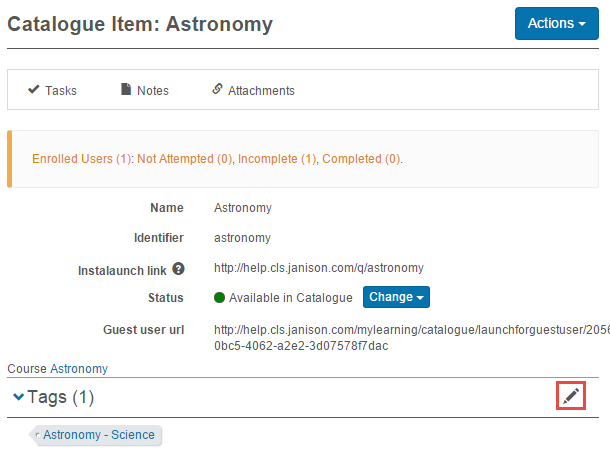 Catalogue Item: Astronomy
Actions
Tasks Notes Attachments
Enrolled Users (1): Not Attempted (0), Incomplete (1), Completed (0).
Name Astronomy
Identifier astronomy
Instalaunch link ? http://help.cls.janison.com/q/astronomy
Status Available in Catalogue Change
Guest user url http://help.cls.janison.com/mylearning/catalogue/launchforguestuser/2056
0bc5-4062-a2e2-3d07578f7dac
Course Astronomy
Tags (1)
Astronomy - Science